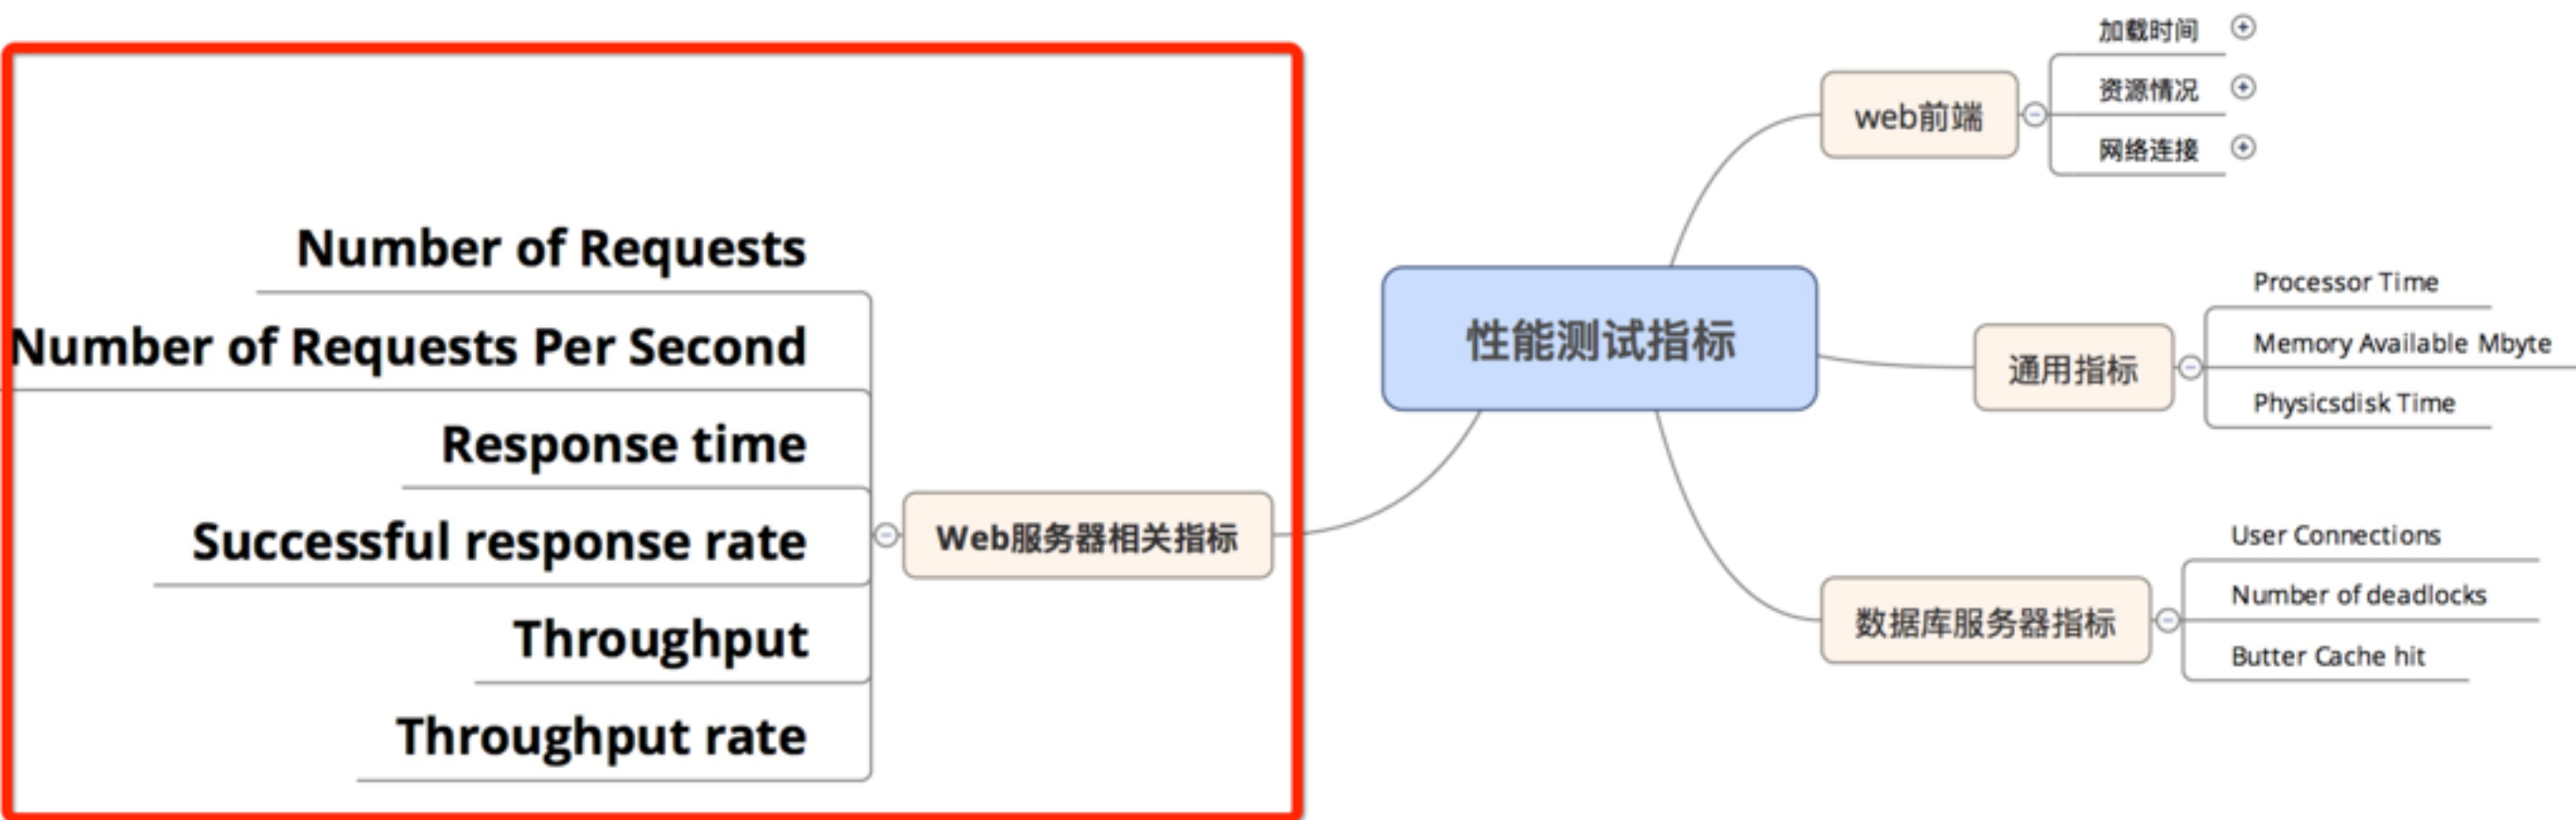 Number of Requests
Number of Requests Per Second
Response time
Successful response rate
Throughput
Throughput rate
Web服务器相关指标
性能测试指标
web前端
加载时间
资源情况
网络连接
通用指标
Processor Time
Memory Available Mbyte
Physicsdisk Time
数据库服务器指标
User Connections
Number of deadlocks
Butter Cache hit